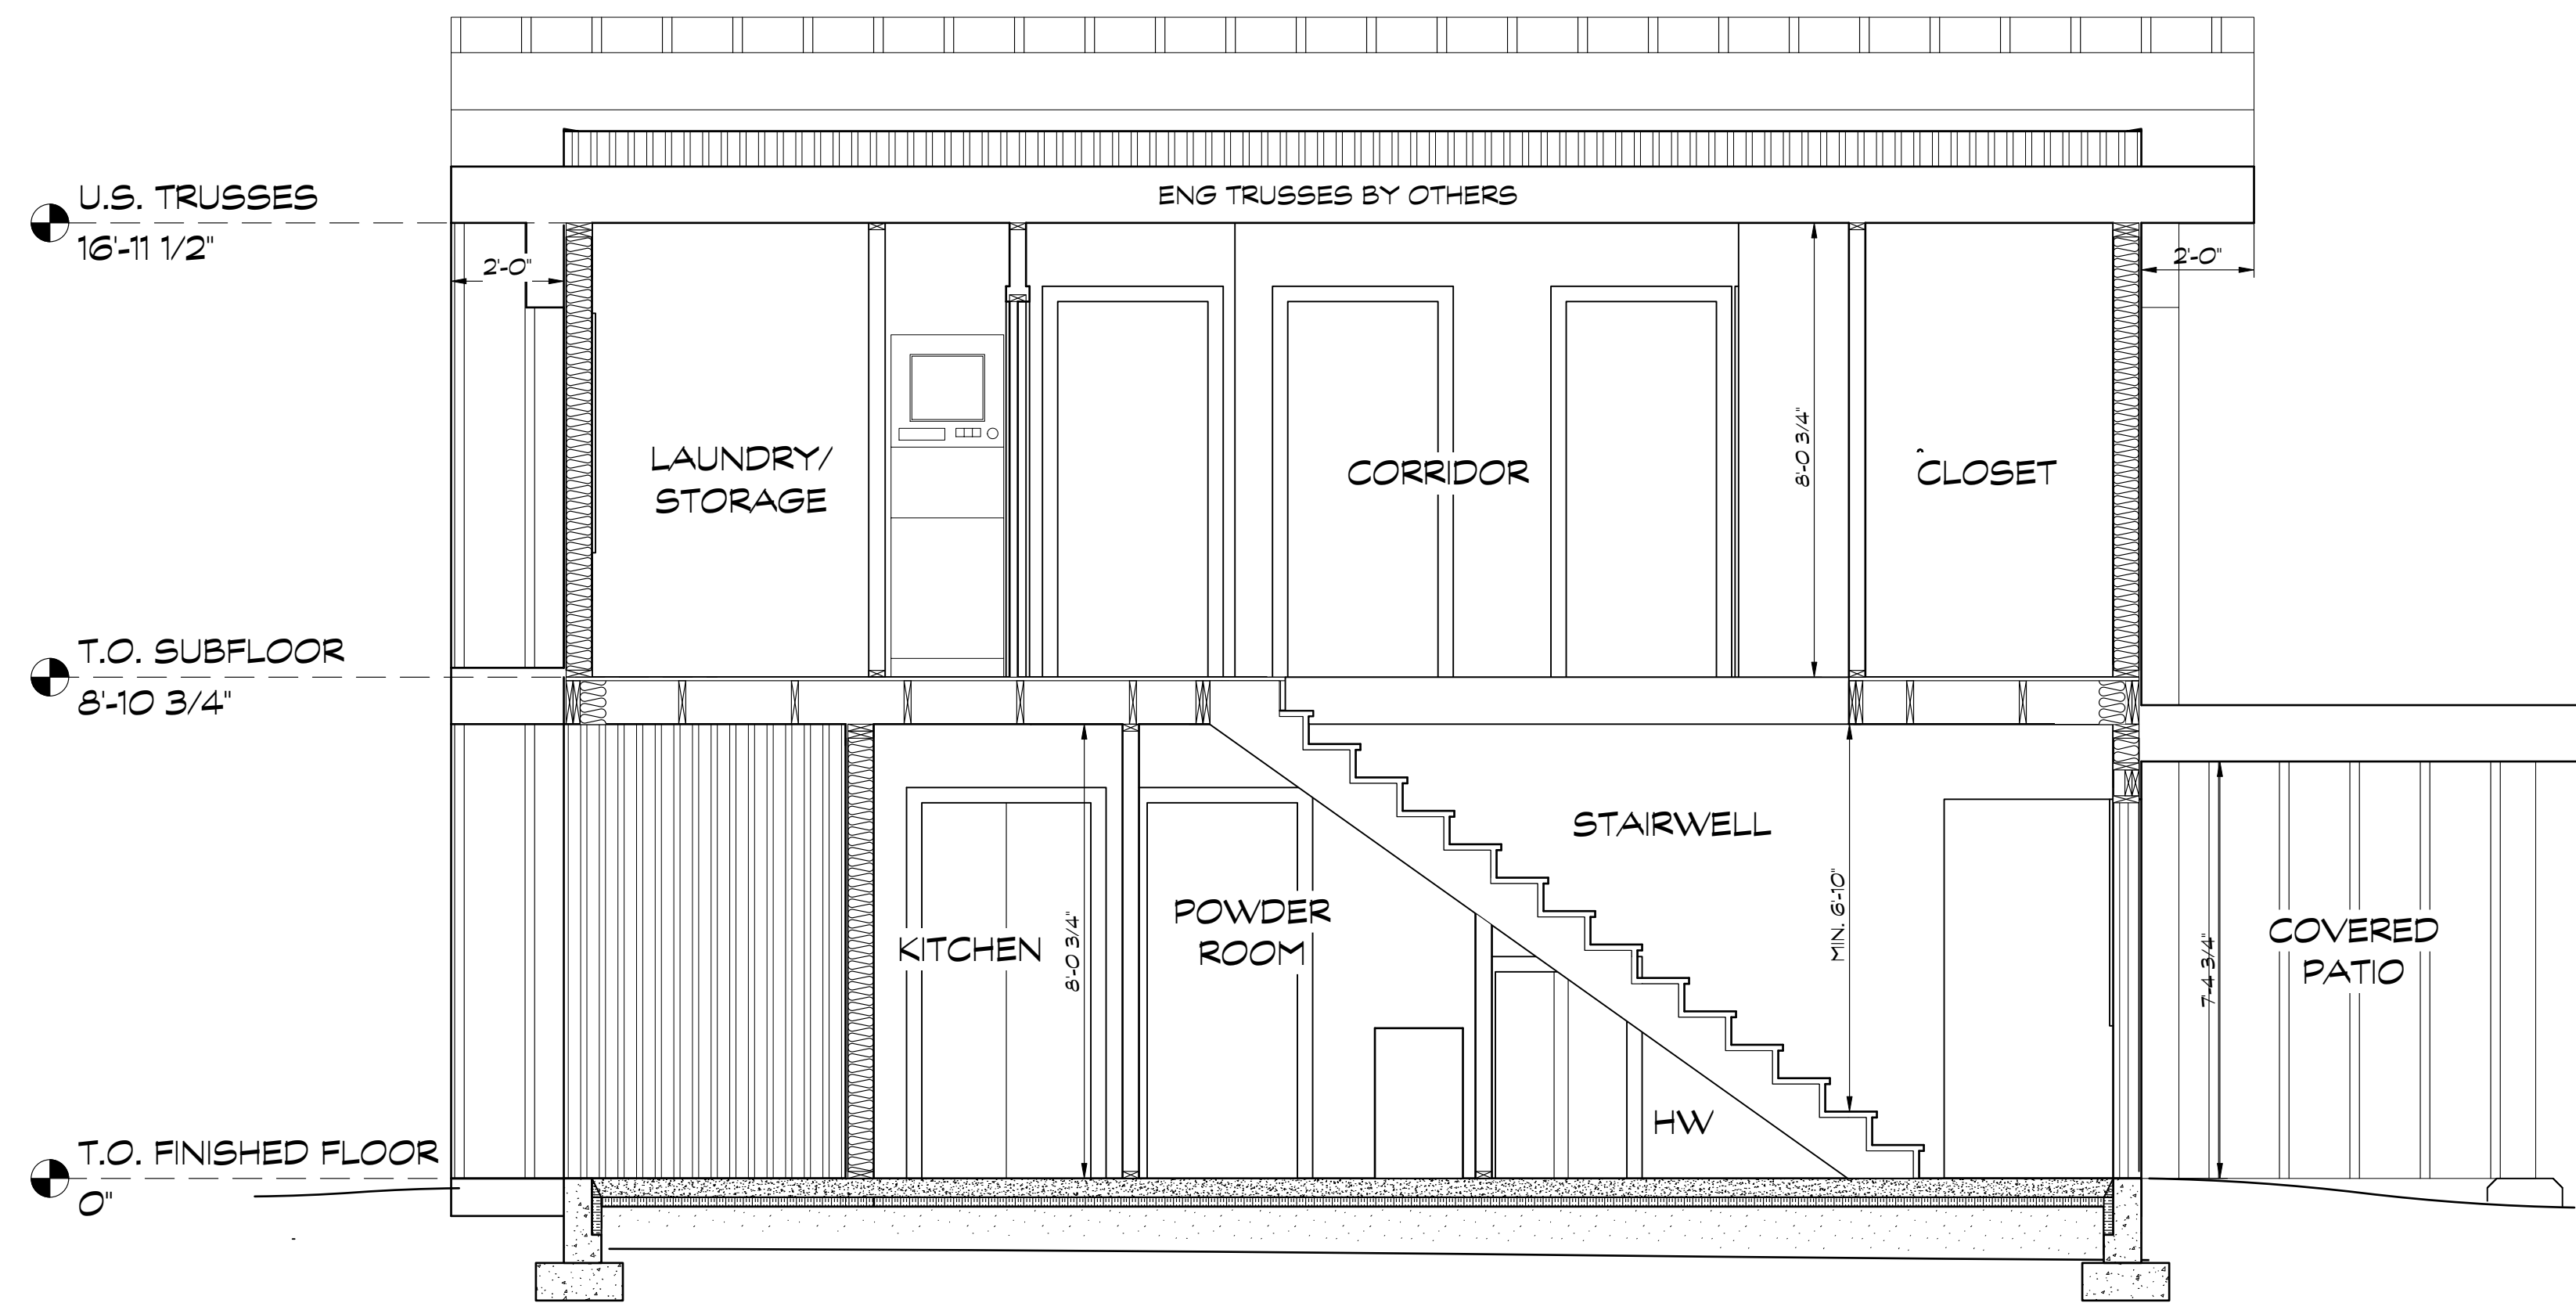 ENG TRUSSES BY OTHERS
U.S. TRUSSES
16'-11 1/2"
2'-0"
2'-0"
LAUNDRY/
STORAGE
CORRIDOR
8'-0 3/4"
CLOSET
T.O. SUBFLOOR
8'-10 3/4"
STAIRWELL
KITCHEN
8'-0 3/4"
POWDER
ROOM
MIN. 6'-10"
7'-4 3/4"
COVERED
PATIO
HW
T.O. FINISHED FLOOR
0"